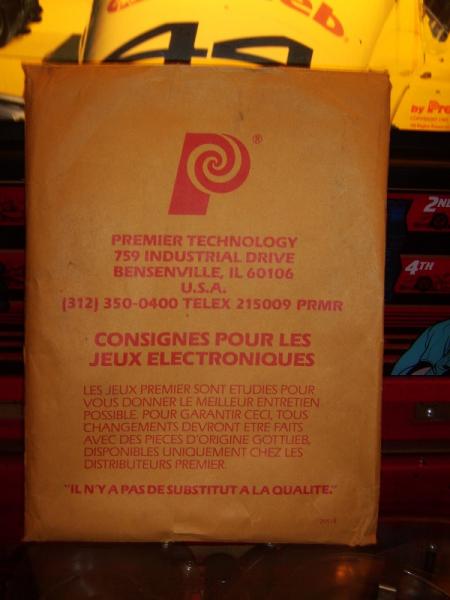 P®
PREMIER TECHNOLOGY
759 INDUSTRIAL DRIVE
BENSENVILLE, IL 60106
U.S.A.
(312) 350-0400 TELEX 215009 PRMR
CONSIGNES POUR LES
JEUX ELECTRONIQUES
LES JEUX PREMIER SONT ETUDIES POUR
VOUS DONNER LE MEILLEUR ENTRETIEN
POSSIBLE. POUR GARANTIR CECI, TOUS
CHANGEMENTS DEVRONT ETRE FAITS
AVEC DES PIECES D'ORIGINE GOTTLIEB,
DISPONIBLES UNIQUEMENT CHEZ LES
DISTRIBUTEURS PREMIER.
"IL N'Y A PAS DE SUBSTITUT A LA QUALITE."
by Pre
2NE
4TH